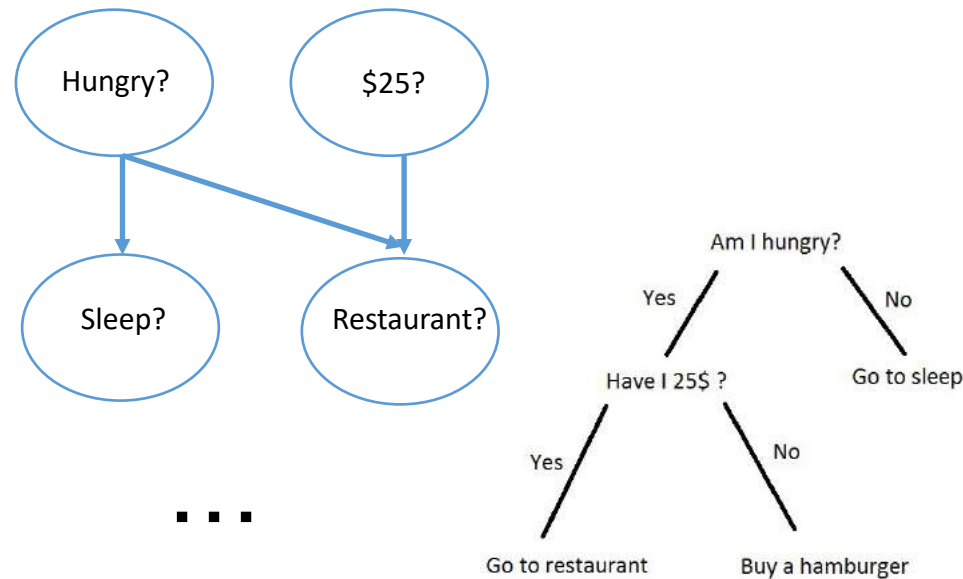 Hungry?
$25?
Sleep?
Restaurant?
Am I hungry?
Yes
No
Have I 25$ ?
Go to sleep
Yes
No
...
Go to restaurant
Buy a hamburger